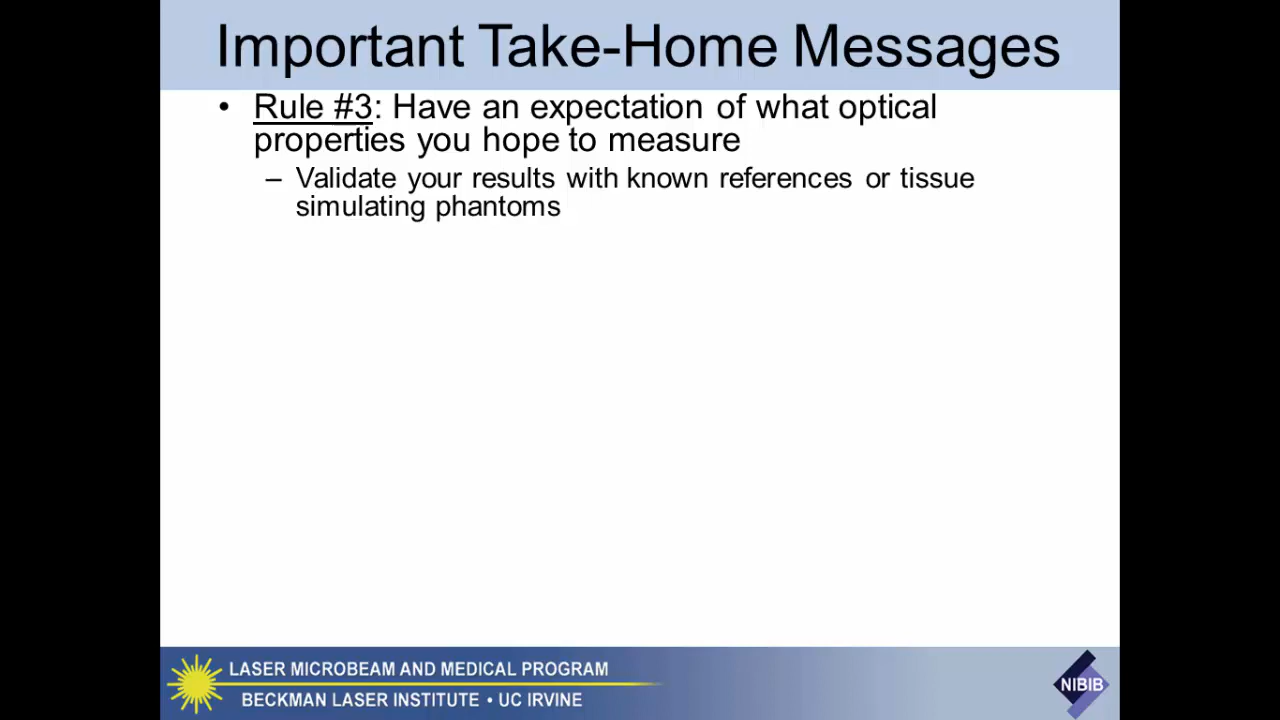 Important Take-Home Messages
• Rule #3: Have an expectation of what optical
properties you hope to measure
– Validate your results with known references or tissue
simulating phantoms
LASER MICROBEAM AND MEDICAL PROGRAM
BECKMAN LASER INSTITUTE • UC IRVINE
NIBIB